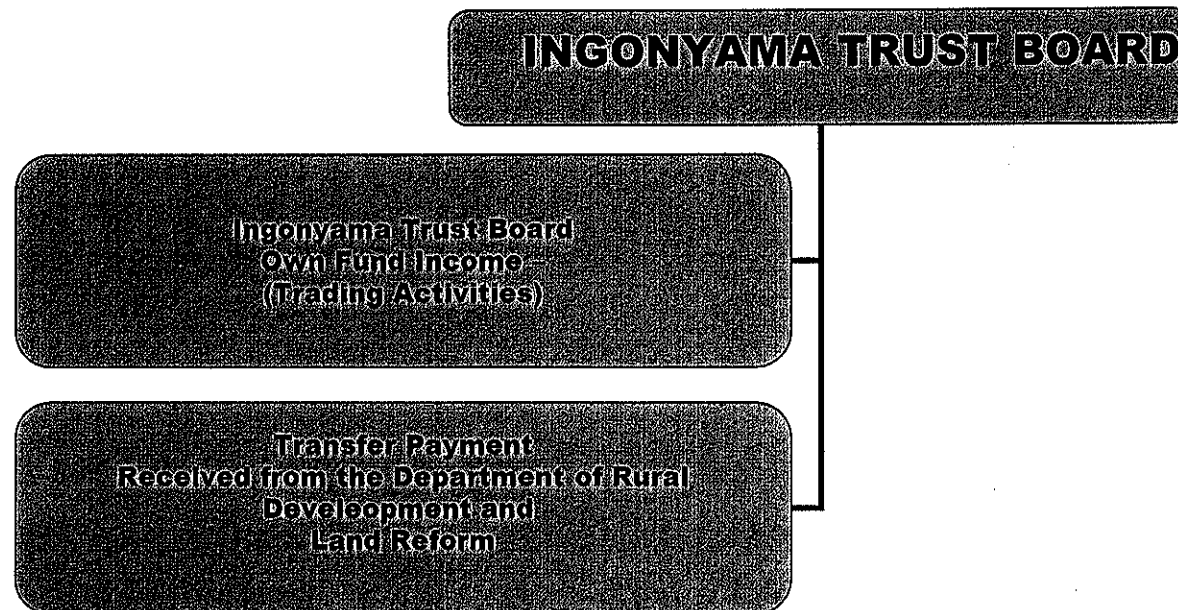 INGONYAMA TRUST BOARD
Ingonyama Trust Board
Own Fund Income
(Trading Activities)
Transfer Payment
Received from the Department of Rural
Develeopment and
Land Reform